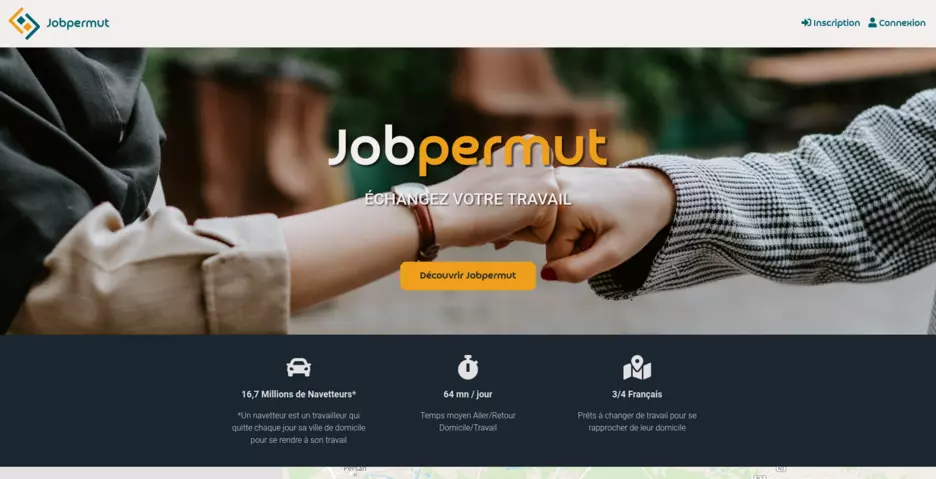 Jobpermut
Inscription
Connexion
Jobpermut
ÉCHANGEZ VOTRE TRAVAIL
Découvrir Jobpermut
16,7 Millions de Navetteurs*
*Un navetteur est un travailleur qui
quitte chaque jour sa ville de domicile
pour se rendre à son travail
64 mn / jour
Temps moyen Aller/Retour
Domicile/Travail
3/4 Français
Prêts à changer de travail pour se
rapprocher de leur domicile
Persan